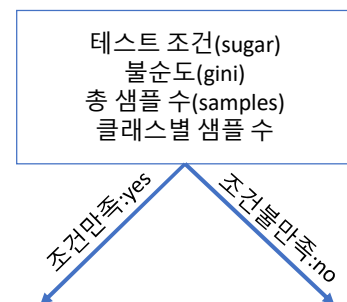 테스트 조건(sugar)
불순도(gini)
총 샘플 수(samples)
클래스별 샘플 수
조건만족:yes
조건불만족:no